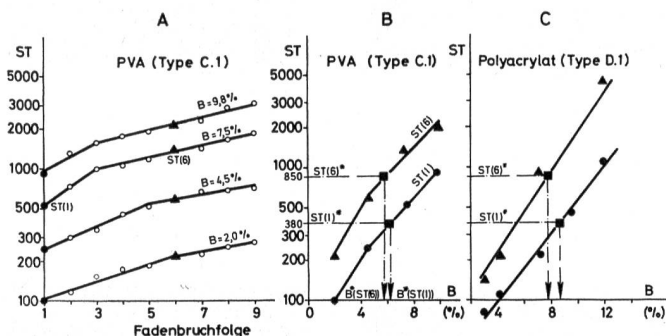 A
B
C
ST
PVA (Type C.1)
5000
3000
2000
1000
500
300
200
100
B=9,8%
B=7,5%
ST(6)
ST(1)
B=4,5%
B=2,0%
1
3
5
7
9
Fadenbruchfolge
ST
PVA (Type C.1)
5000
3000
2000
1000
850
500
380
300
200
100
ST(6)*
ST(1)*
ST(6)
ST(1)
B*(ST(6))
B*(ST(1))
B
0
4
8
(%)
ST
Polyacrylat (Type D.1)
ST(6)*
ST(1)*
B
4
8
12
(%)